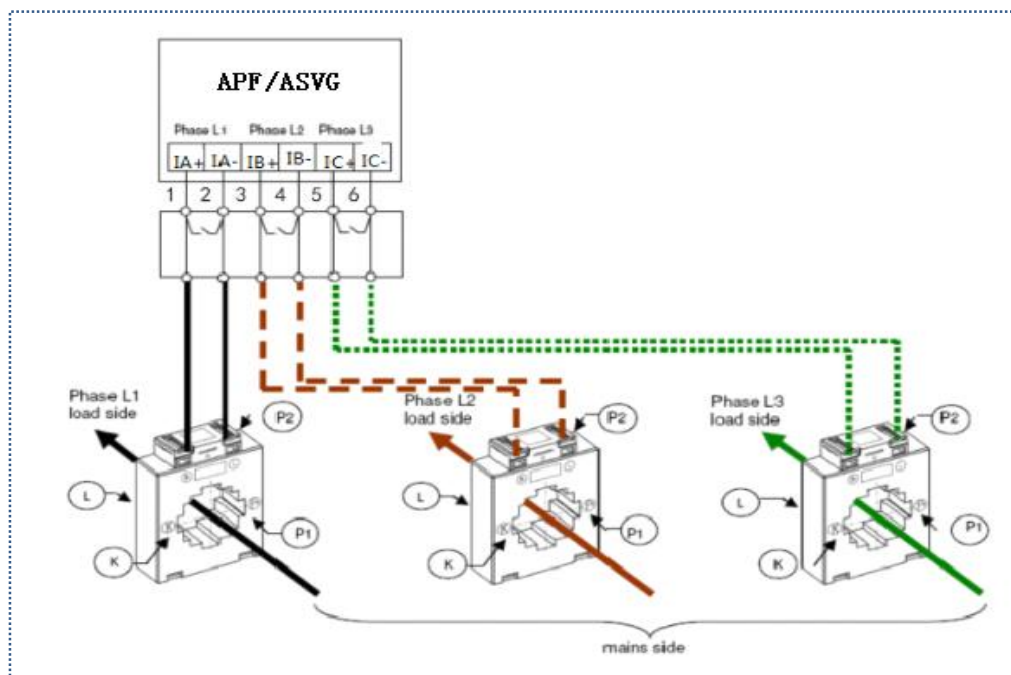 APF/ASVG
Phase L1 Phase L2 Phase L3
IA+ IA- IB+ IB- IC+ IC-
1 2 3 4 5 6
Phase L1
load side
P2
L
K
P1
Phase L2
load side
P2
L
K
P1
Phase L3
load side
P2
L
K
P1
mains side